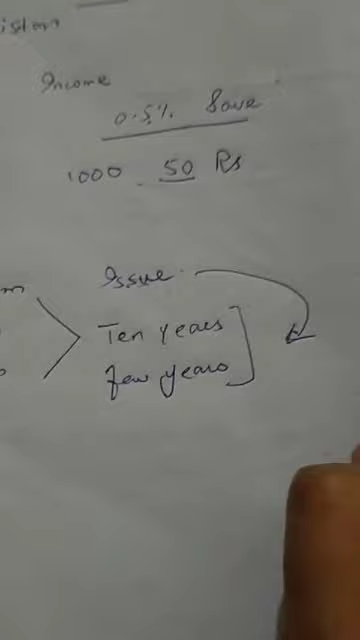 Income
0.5% Save
1000 50 Rs
Issue
Ten years
few years